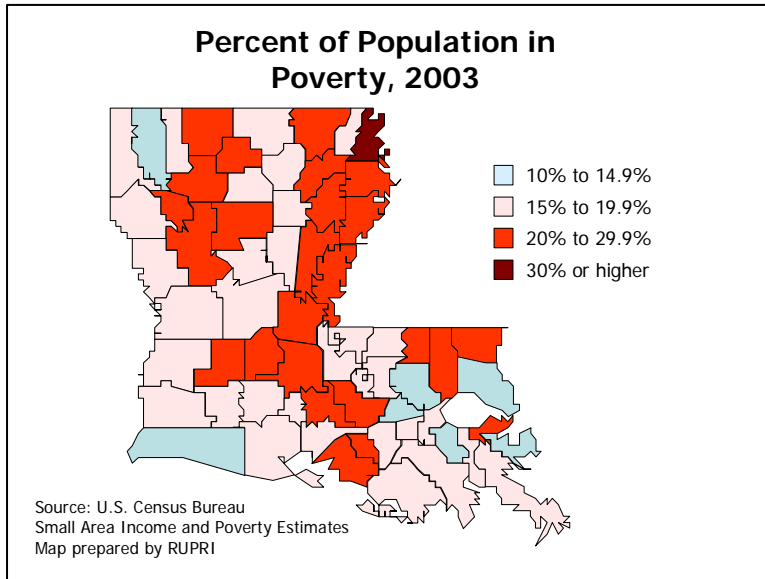 Percent of Population in
Poverty, 2003
10% to 14.9%
15% to 19.9%
20% to 29.9%
30% or higher
Source: U.S. Census Bureau
Small Area Income and Poverty Estimates
Map prepared by RUPRI